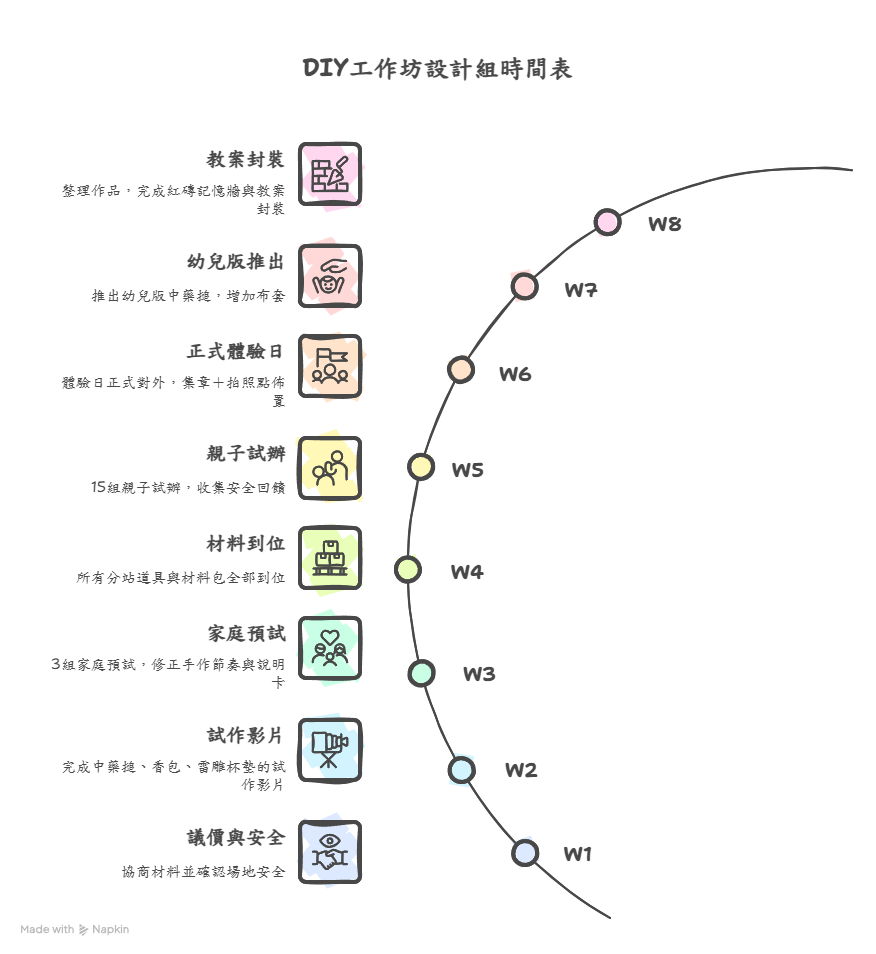 DIY工作坊設計組時間表
教案封裝
整理作品，完成紅磚記憶牆與教案
封裝
W8
幼兒版推出
推出幼兒版中藥搥，增加布套
W7
正式體驗日
體驗日正式對外，集章＋拍照點佈
置
W6
親子試辦
15組親子試辦，收集安全回饋
W5
材料到位
所有分站道具與材料包全部到位
W4
家庭預試
3組家庭預試，修正手作節奏與說明
卡
W3
試作影片
完成中藥搥、香包、雷雕杯墊的試
作影片
W2
議價與安全
協商材料並確認場地安全
W1
Made with Napkin